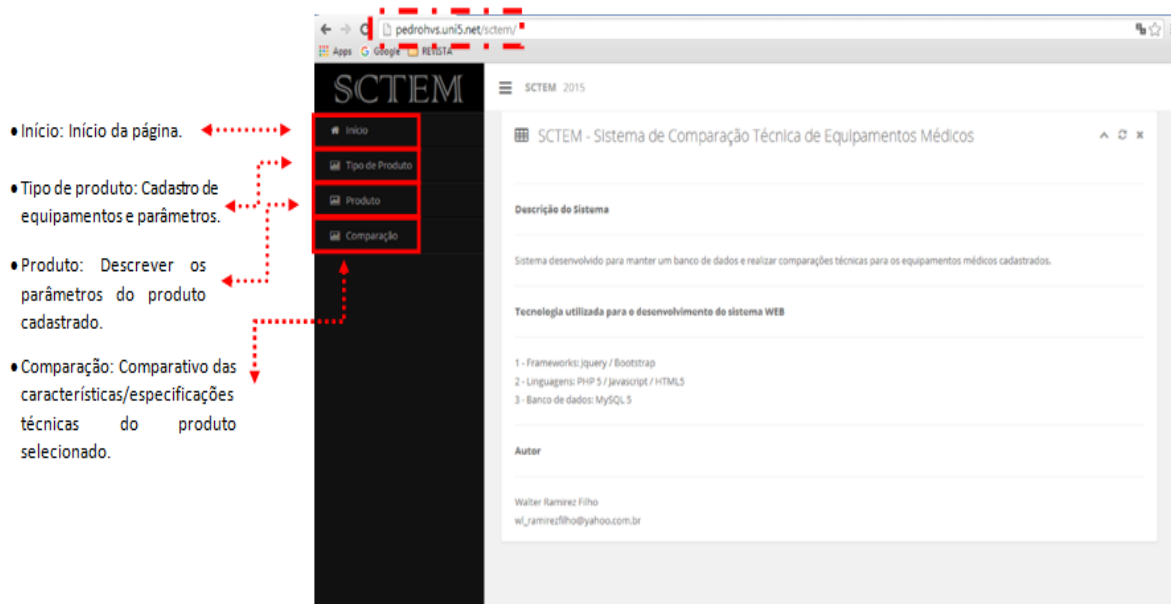 pedrohvs.uni5.net/sctem/
Apps Google REVISTA
SCTEM
SCTEM 2015
Início
Tipo de Produto
Produto
Comparação
SCTEM - Sistema de Comparação Técnica de Equipamentos Médicos
Descrição do Sistema
Sistema desenvolvido para manter um banco de dados e realizar comparações técnicas para os equipamentos médicos cadastrados.
Tecnologia utilizada para o desenvolvimento do sistema WEB
1 - Frameworks: Jquery / Bootstrap
2 - Linguagens: PHP 5 / Javascript / HTML5
3 - Banco de dados: MySQL 5
Autor
Walter Ramirez Filho
wl_ramirezfilho@yahoo.com.br
• Início: Início da página.
• Tipo de produto: Cadastro de
equipamentos e parâmetros.
• Produto: Descrever os
parâmetros do produto
cadastrado.
• Comparação: Comparativo das
características/especificações
técnicas do produto
selecionado.